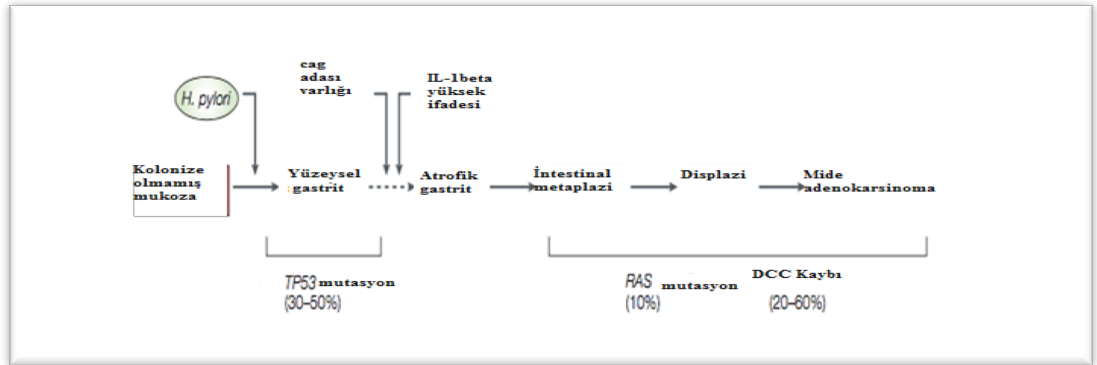 cag
adası
varlığı
IL-1beta
yüksek
ifadesi
H. pylori
Kolonize
olmamış
mukoza
Yüzeysel
gastrit
Atrofik
gastrit
İntestinal
metaplazi
Displazi
Mide
adenokarsinoma
TP53 mutasyon
(30–50%)
RAS mutasyon
(10%)
DCC Kaybı
(20–60%)